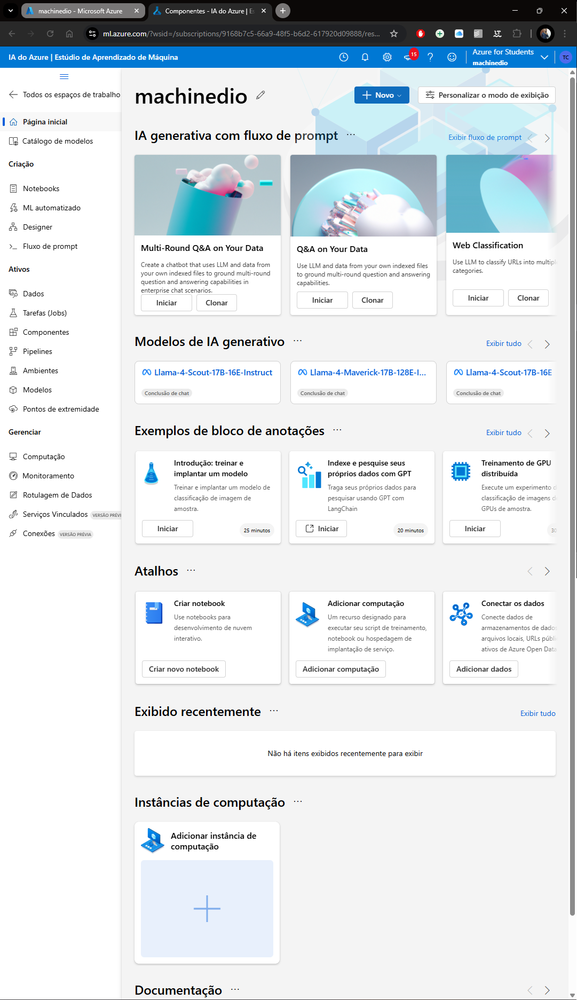 machinedio - Microsoft Azure
Componentes - IA do Azure | Es
ml.azure.com/?wsid=/subscriptions/9168b7c5-66a9-48f5-b6d2-617920d09888/res...
IA do Azure | Estúdio de Aprendizado de Máquina
15
Azure for Students
machinedio
TC
Todos os espaços de trabalho
Página inicial
Catálogo de modelos
Criação
Notebooks
ML automatizado
Designer
Fluxo de prompt
Ativos
Dados
Tarefas (Jobs)
Componentes
Pipelines
Ambientes
Modelos
Pontos de extremidade
Gerenciar
Computação
Monitoramento
Rotulagem de Dados
Serviços Vinculados VERSÃO PRÉVI
Conexões VERSÃO PRÉVIA
machinedio
Novo
Personalizar o modo de exibição
IA generativa com fluxo de prompt ...
Exibir fluxo de prompt
Multi-Round Q&A on Your Data
Create a chatbot that uses LLM and data from
your own indexed files to ground multi-round
question and answering capabilities in
enterprise chat scenarios.
Iniciar
Clonar
Q&A on Your Data
Use LLM and data from your own indexed files
to ground multi-round question and answering
capabilities.
Iniciar
Clonar
Web Classification
Use LLM to classify URLs into multiple
categories.
Iniciar
Clonar
Modelos de IA generativo ...
Exibir tudo
Llama-4-Scout-17B-16E-Instruct
Conclusão de chat
Llama-4-Maverick-17B-128E-I...
Conclusão de chat
Llama-4-Scout-17B-16E
Conclusão de chat
Exemplos de bloco de anotações ...
Exibir tudo
Introdução: treinar e
implantar um modelo
Treinar e implantar um modelo de
classificação de imagem de
amostra.
Iniciar
25 minutos
Indexe e pesquise seus
próprios dados com GPT
Traga seus próprios dados para
pesquisar usando GPT com
LangChain
Iniciar
20 minutos
Treinamento de GPU
distribuída
Execute um experimento d
classificação de imagens d
GPUs de amostra.
Iniciar
30
Atalhos ...
Criar notebook
Use notebooks para
desenvolvimento de nuvem
interativo.
Criar novo notebook
Adicionar computação
Um recurso designado para
executar seu script de treinamento,
notebook ou hospedagem de
implantação de serviço.
Adicionar computação
Conectar os dados
Conecte dados de
armazenamentos de dados
arquivos locais, URLs públi
ativos de Azure Open Data
Adicionar dados
Exibido recentemente ...
Exibir tudo
Não há itens exibidos recentemente para exibir
Instâncias de computação ...
Adicionar instância de
computação
Documentação ...